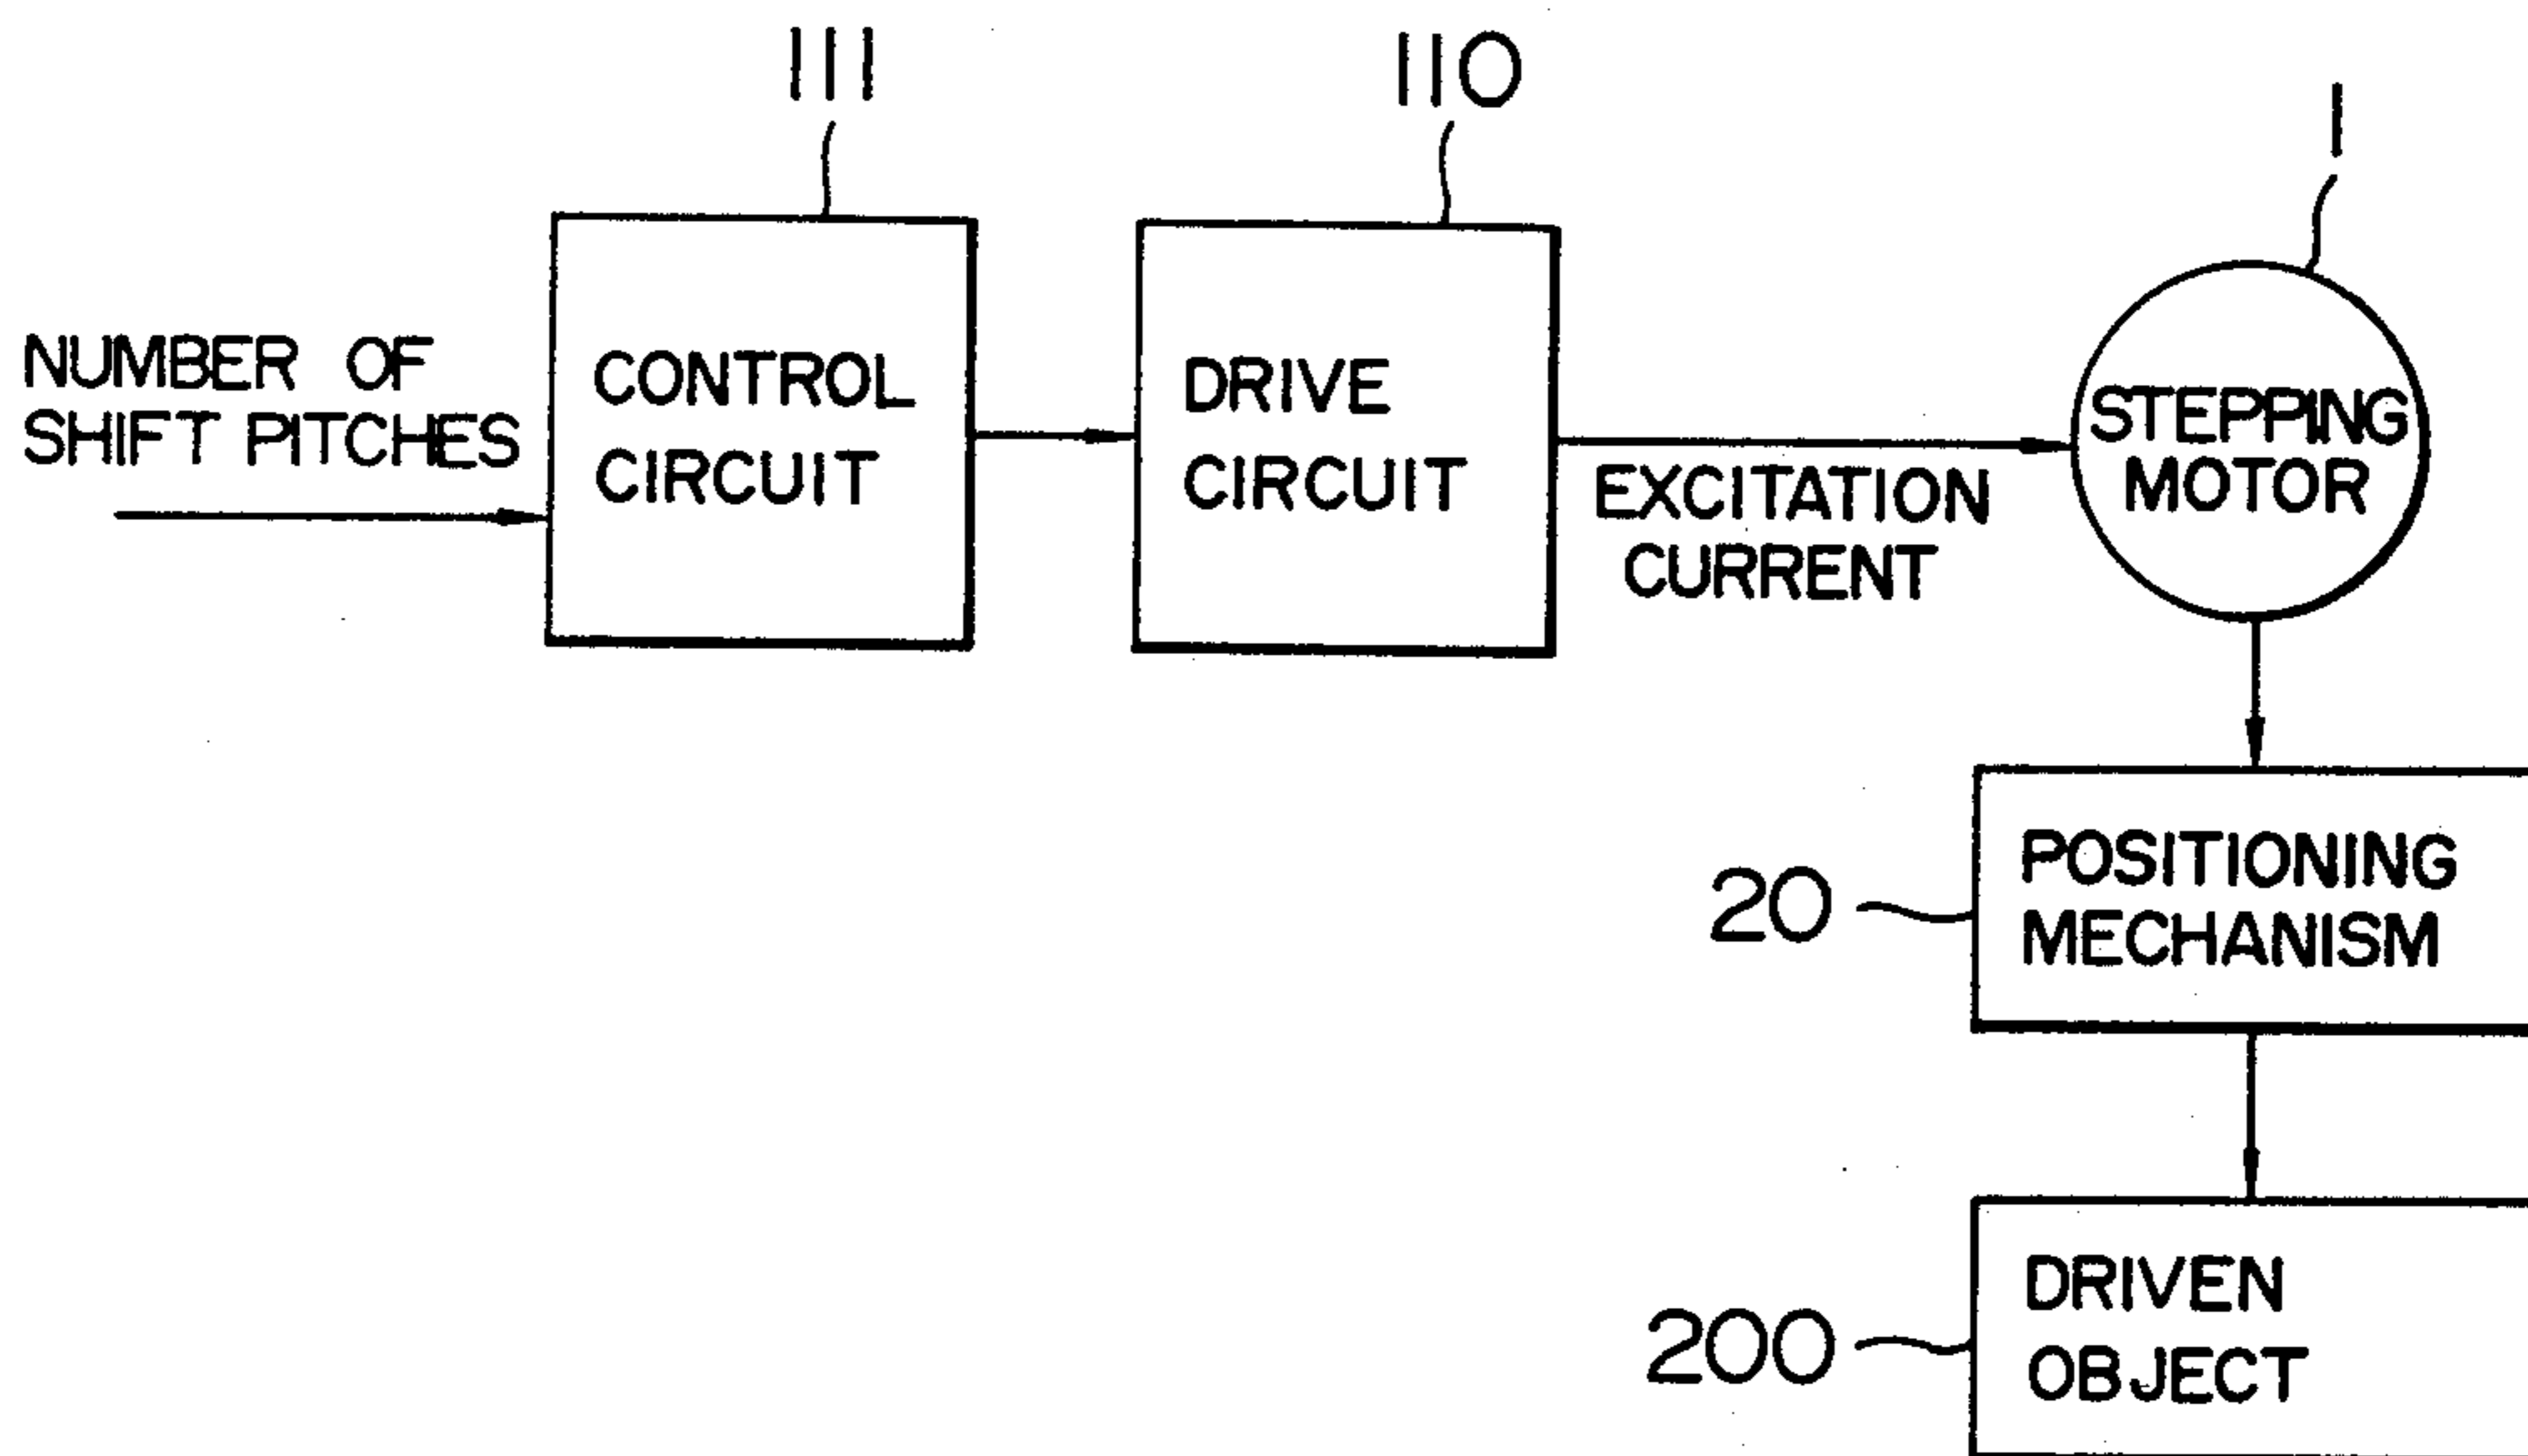 111
110
1
NUMBER OF
SHIFT PITCHES
CONTROL
CIRCUIT
DRIVE
CIRCUIT
EXCITATION
CURRENT
STEPPING
MOTOR
20
POSITIONING
MECHANISM
200
DRIVEN
OBJECT